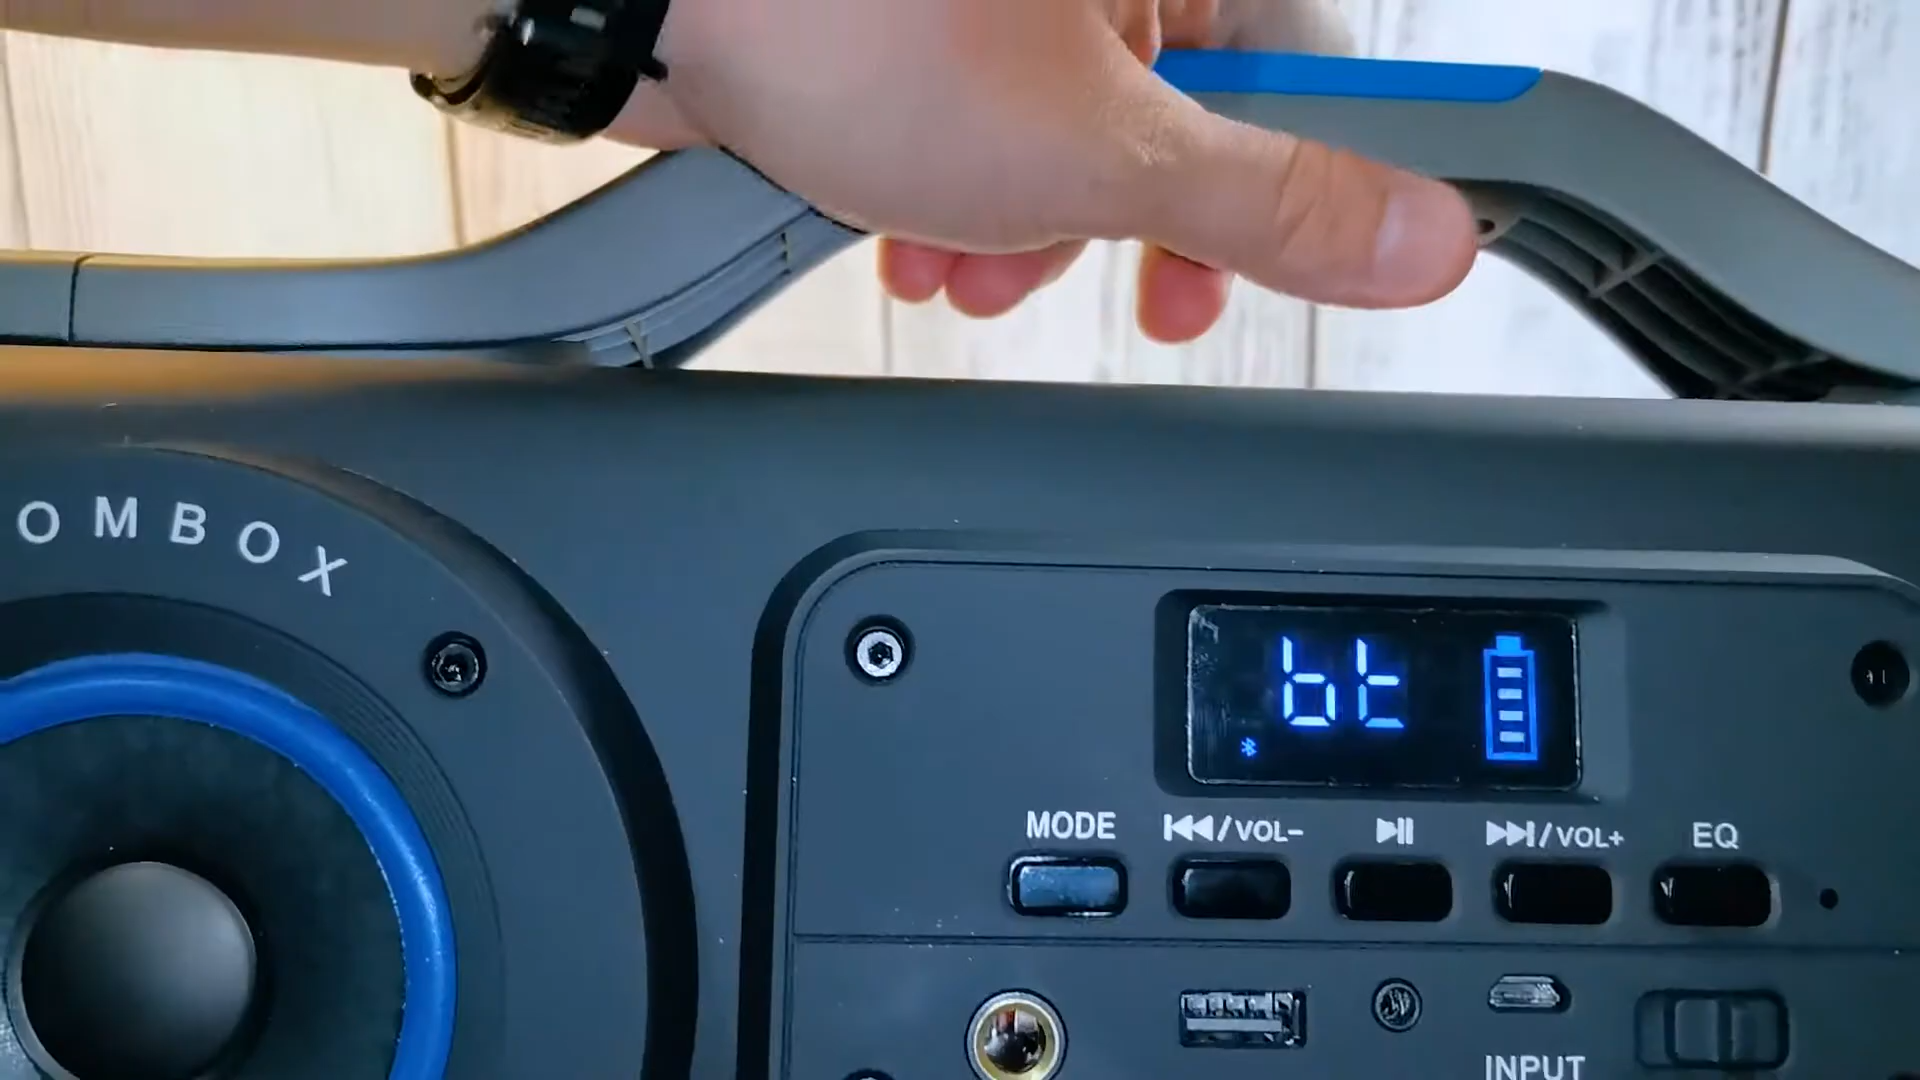 OMBOX
bt
MODE
/VOL-
/VOL+
EQ
INPUT